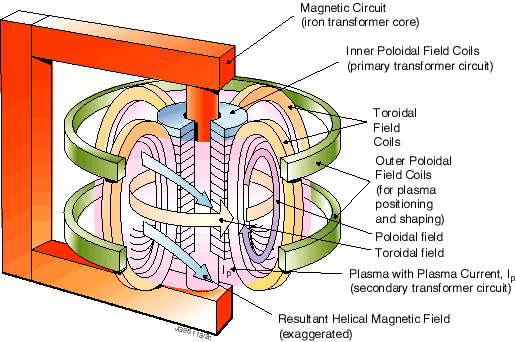 Magnetic Circuit
(iron transformer core)
Inner Poloidal Field Coils
(primary transformer circuit)
Toroidal
Field
Coils
Outer Poloidal
Field Coils
(for plasma
positioning
and shaping)
Poloidal field
Toroidal field
Ip
Plasma with Plasma Current, Ip
(secondary transformer circuit)
Resultant Helical Magnetic Field
(exaggerated)